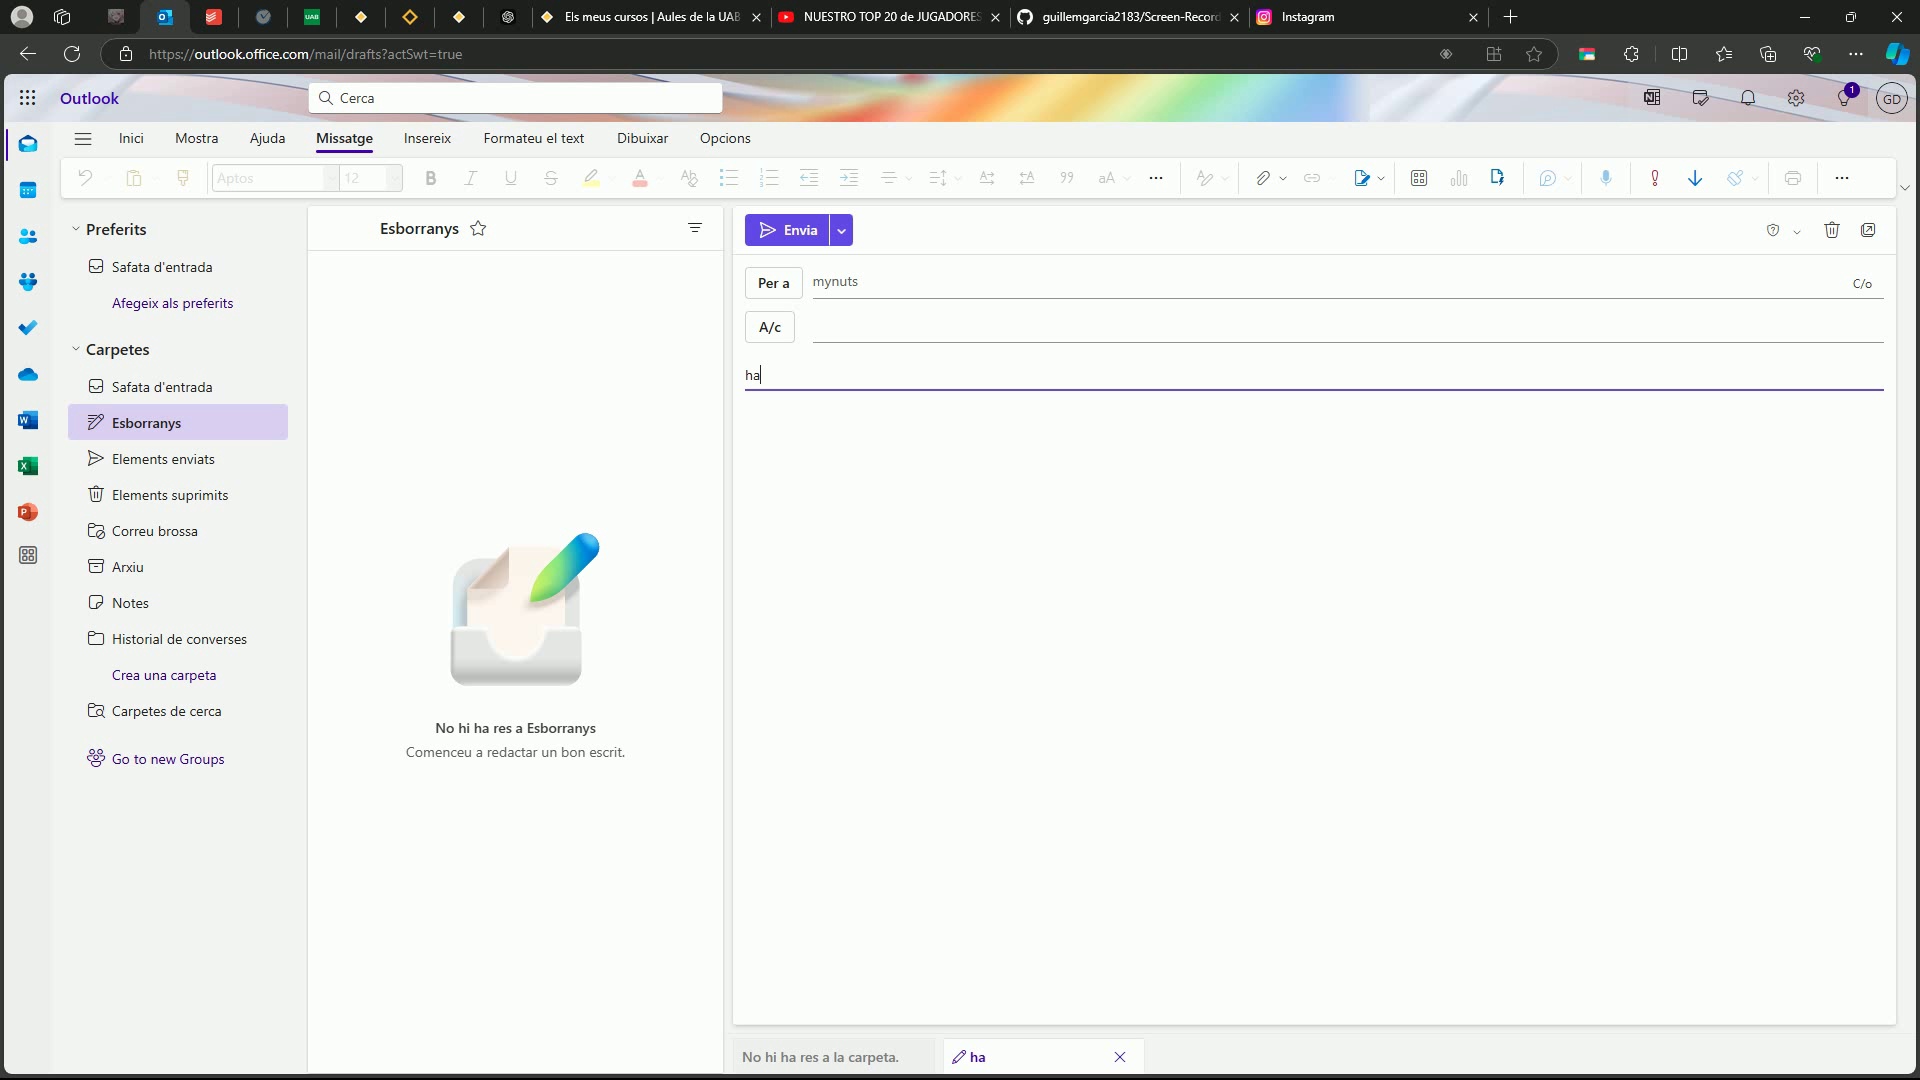 UAB
Els meus cursos | Aules de la UAB
NUESTRO TOP 20 de JUGADORES
guillemgarcia2183/Screen-Record
Instagram
https://outlook.office.com/mail/drafts?actSwt=true
Outlook
Cerca
1
GD
Inici
Mostra
Ajuda
Missatge
Insereix
Formateu el text
Dibuixar
Opcions
Aptos
12
Preferits
Safata d'entrada
Afegeix als preferits
Carpetes
Safata d'entrada
Esborranys
Elements enviats
Elements suprimits
Correu brossa
Arxiu
Notes
Historial de converses
Crea una carpeta
Carpetes de cerca
Go to new Groups
Esborranys
No hi ha res a Esborranys
Comenceu a redactar un bon escrit.
Envia
Per a
mynuts
C/o
A/c
ha
No hi ha res a la carpeta.
ha